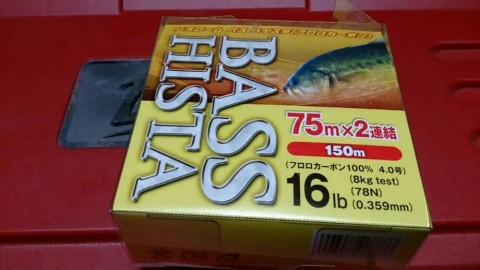 BASS
HISTA
75m×2連結
150m
16lb
(フロロカーボン100% 4.0号)
(8kg test)
(78N)
(0.359mm)